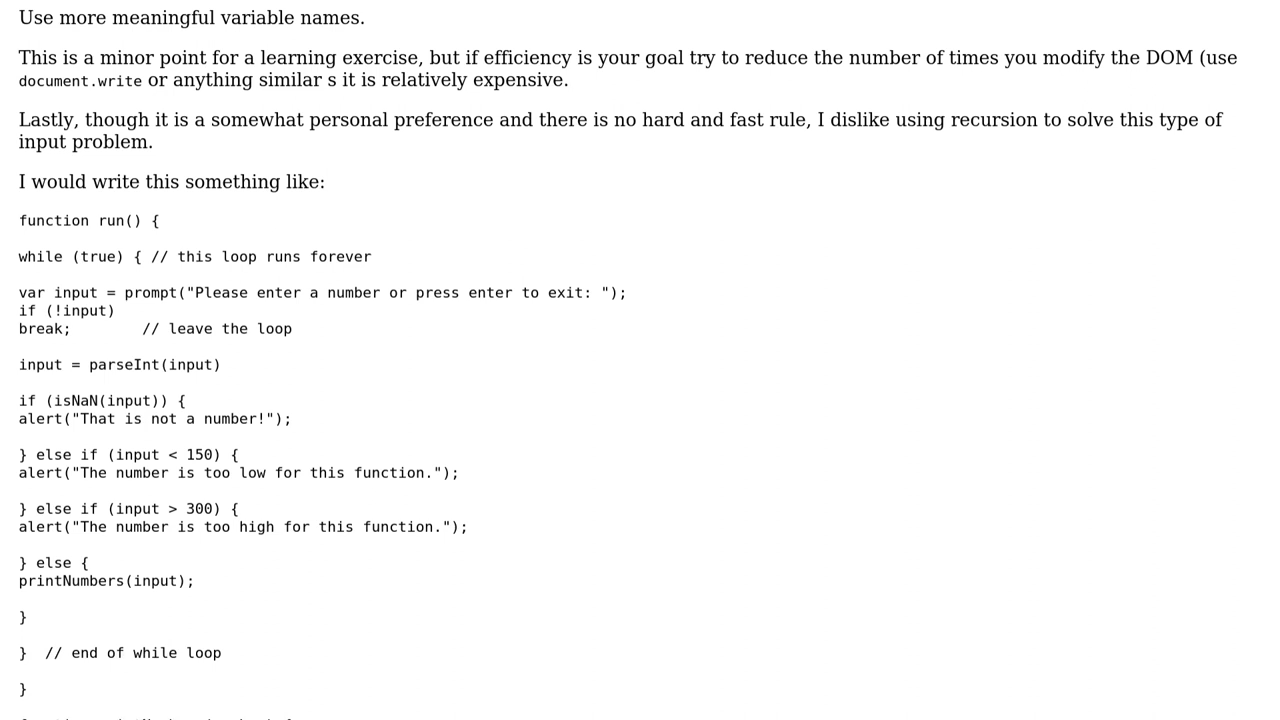 Use more meaningful variable names.
This is a minor point for a learning exercise, but if efficiency is your goal try to reduce the number of times you modify the DOM (use
document.write or anything similar s it is relatively expensive.
Lastly, though it is a somewhat personal preference and there is no hard and fast rule, I dislike using recursion to solve this type of
input problem.
I would write this something like:
function run() {
while (true) { // this loop runs forever
var input = prompt("Please enter a number or press enter to exit: ");
if (!input)
break;        // leave the loop
input = parseInt(input)
if (isNaN(input)) {
alert("That is not a number!");
} else if (input < 150) {
alert("The number is too low for this function.");
} else if (input > 300) {
alert("The number is too high for this function.");
} else {
printNumbers(input);
}
}  // end of while loop
}